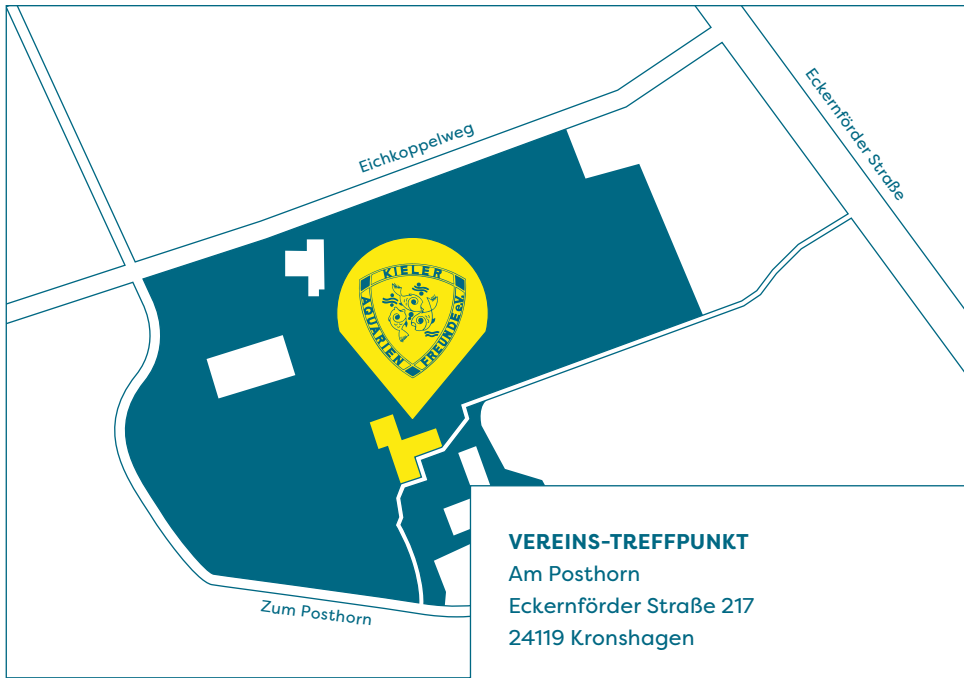 Eichkoppelweg
Eckernförder Straße
KIELER
AQUARIEN
FREUNDE e.V.
Zum Posthorn
VEREINS-TREFFPUNKT
Am Posthorn
Eckernförder Straße 217
24119 Kronshagen